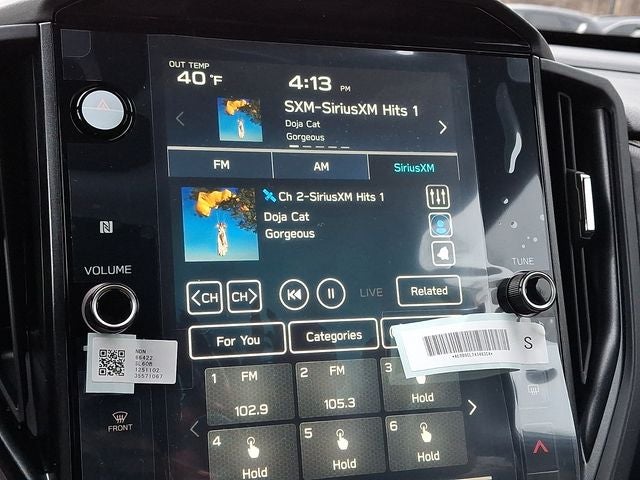 OUT TEMP
40 °F
4:13 PM
SXM-SiriusXM Hits 1
Doja Cat
Gorgeous
FM AM SiriusXM
Ch 2-SiriusXM Hits 1
Doja Cat
Gorgeous
VOLUME
TUNE
<CH CH> LIVE Related
For You Categories
S
1 FM 2 FM 3
102.9 105.3 Hold
4 5 6
Hold Hold Hold
FRONT